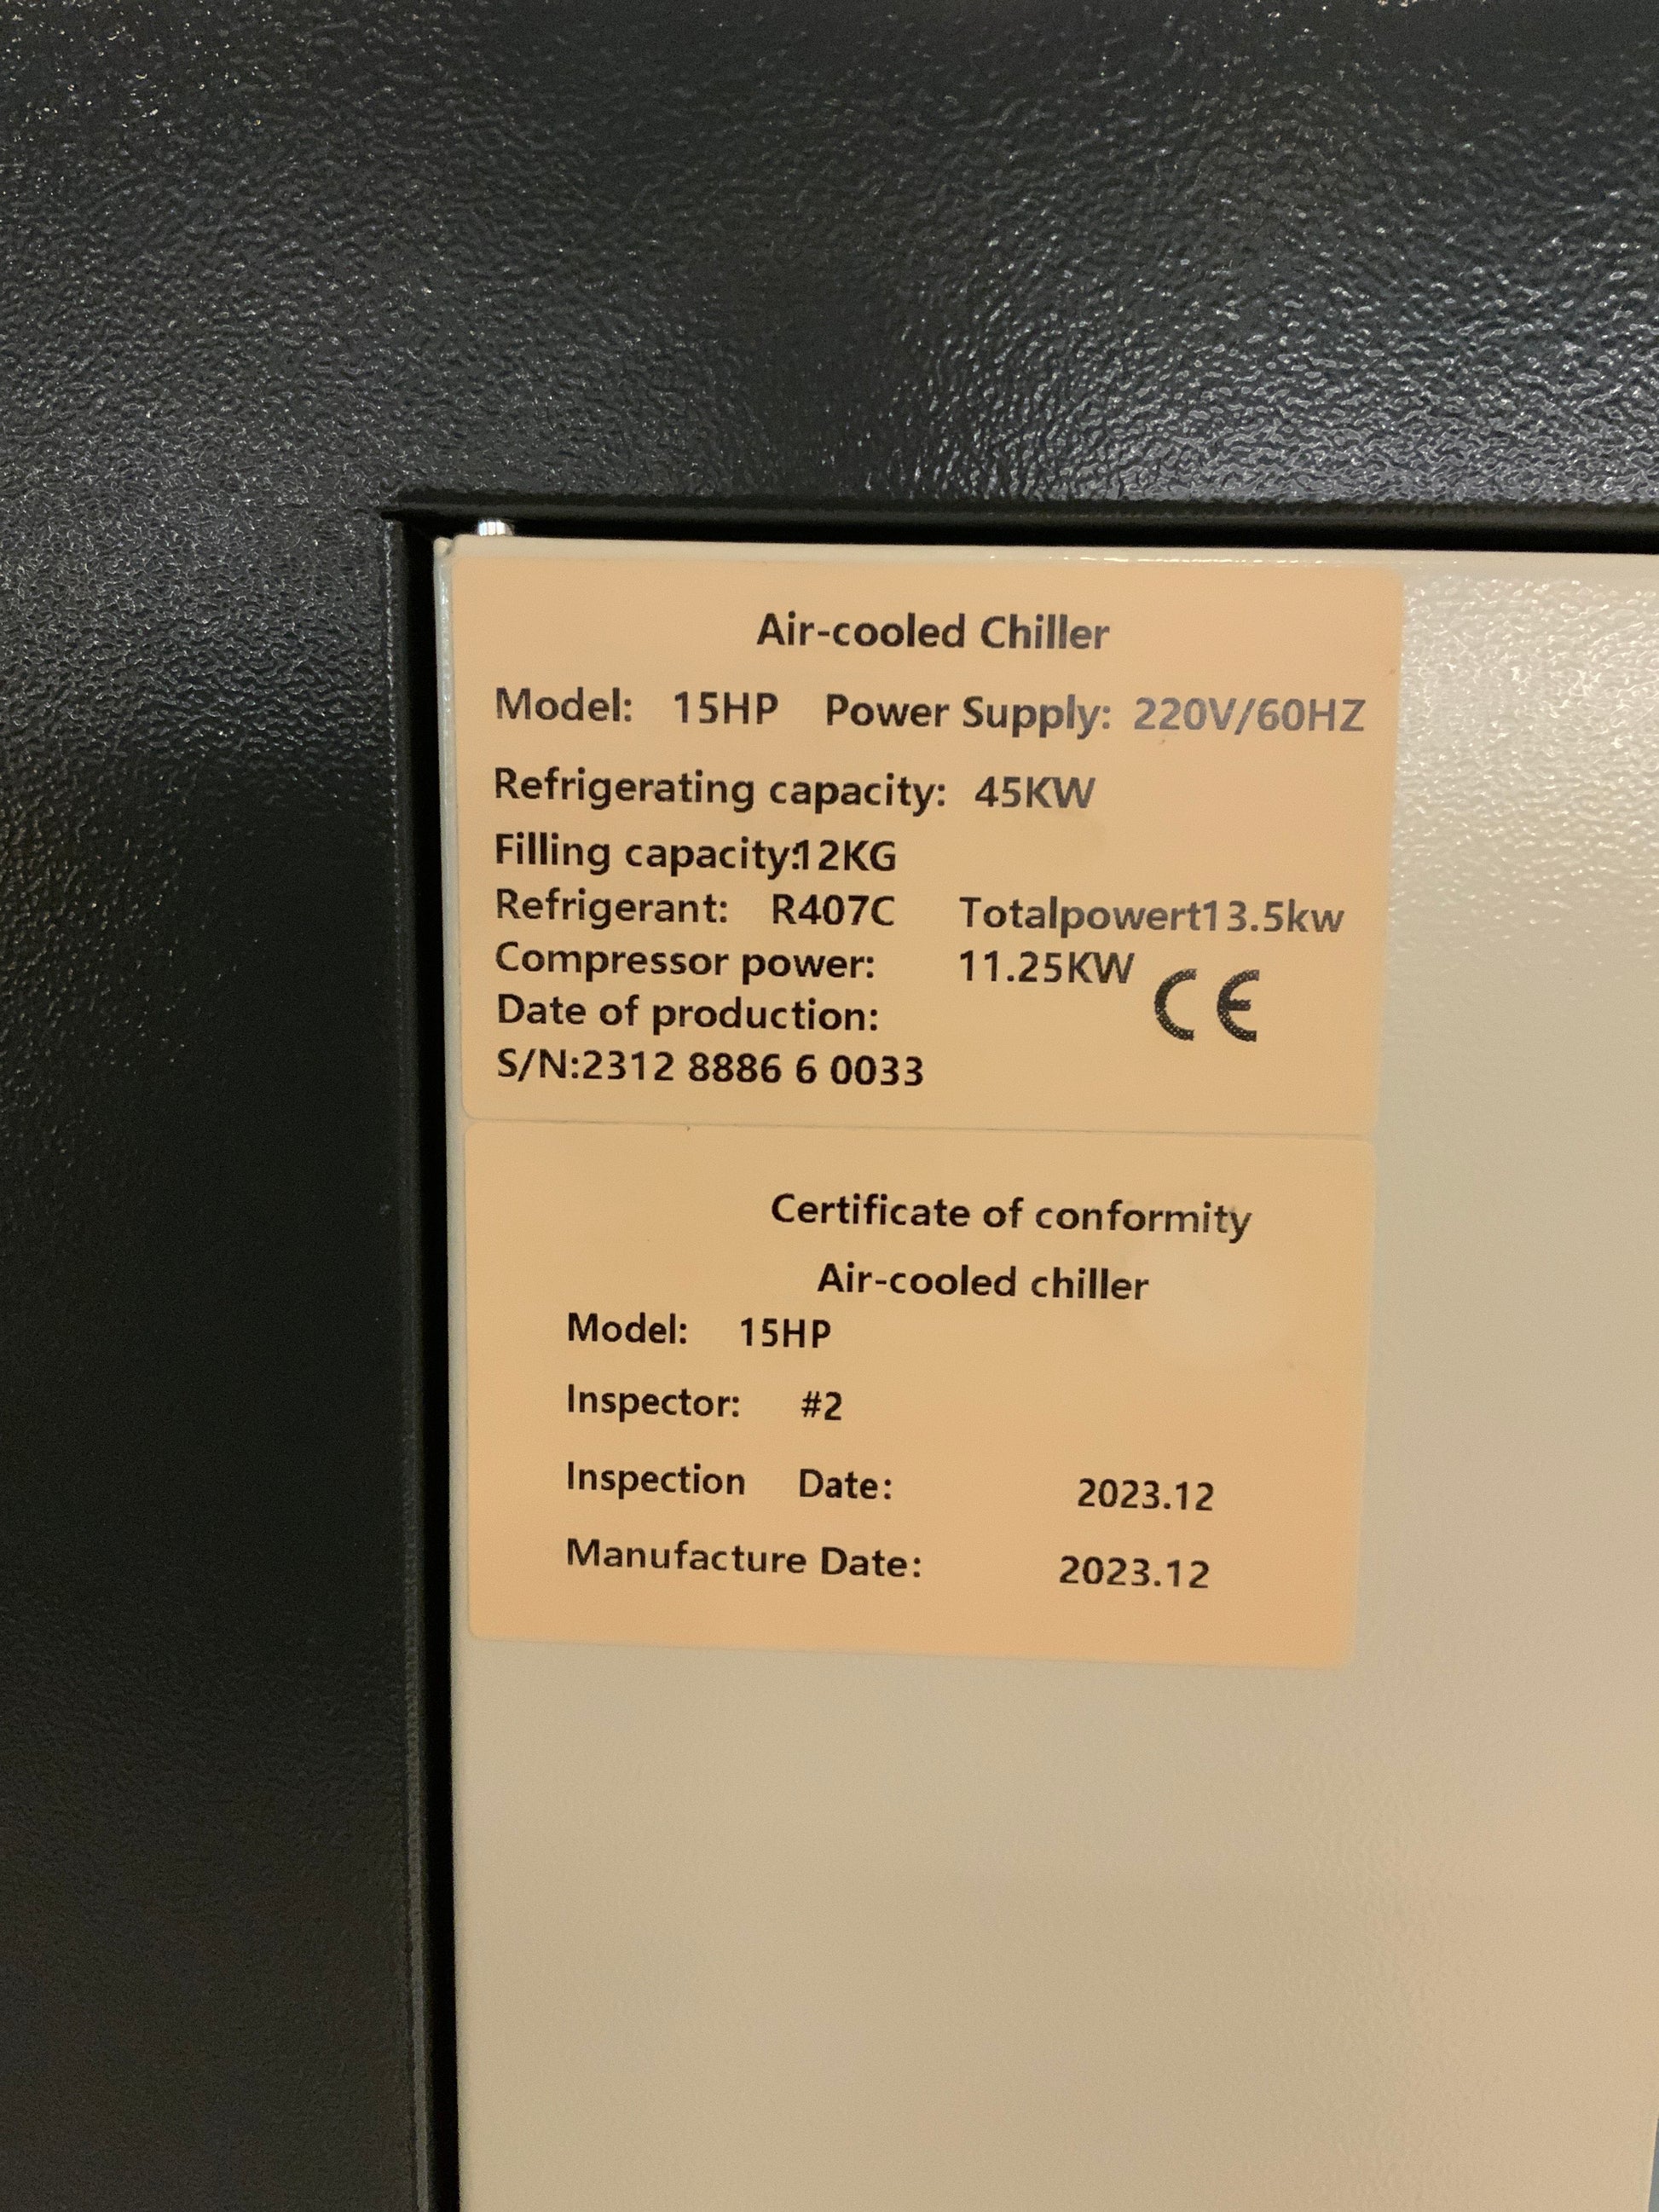 Air-cooled Chiller
Model: 15HP Power Supply: 220V/60HZ
Refrigerating capacity: 45KW
Filling capacity:12KG
Refrigerant: R407C Totalpowert13.5kw
Compressor power: 11.25KW
CE
Date of production:
S/N:2312 8886 6 0033
Certificate of conformity
Air-cooled chiller
Model: 15HP
Inspector: #2
Inspection Date: 2023.12
Manufacture Date: 2023.12